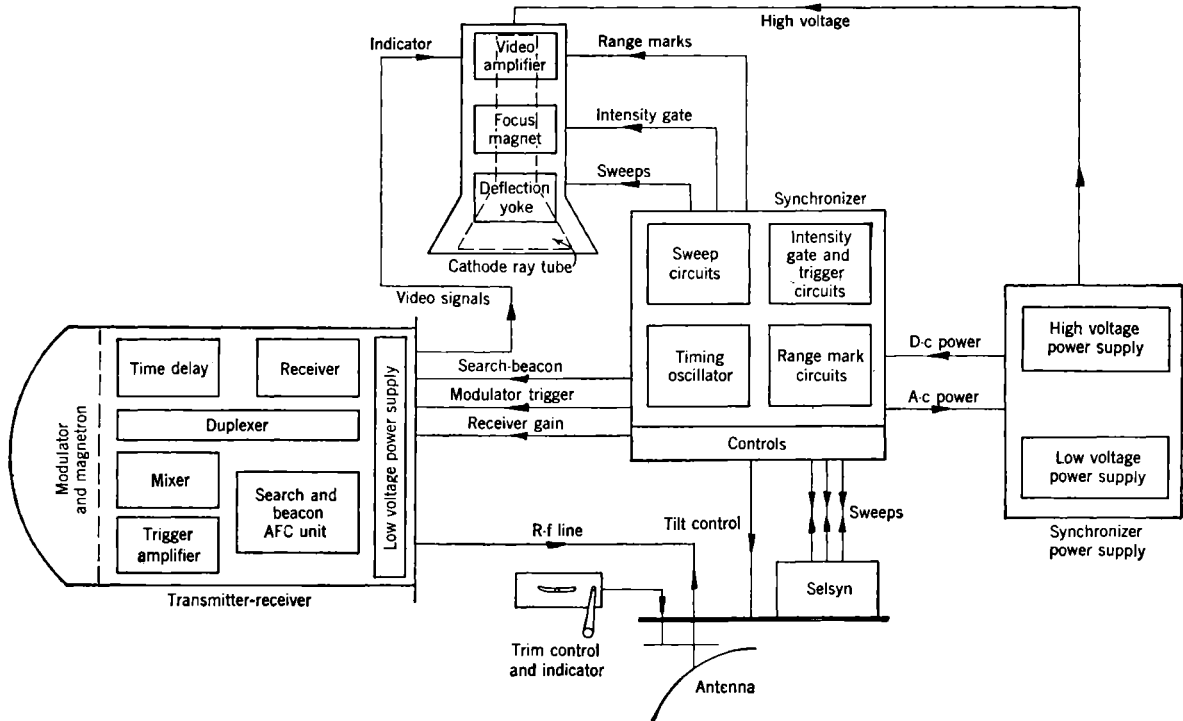 High voltage
Indicator
Range marks
Video
amplifier
Focus
magnet
Intensity gate
Sweeps
Deflection
yoke
Cathode ray tube
Synchronizer
Sweep
circuits
Intensity
gate and
trigger
circuits
Timing
oscillator
Range mark
circuits
Controls
Video signals
Search-beacon
Modulator trigger
Receiver gain
D-c power
A-c power
High voltage
power supply
Low voltage
power supply
Synchronizer
power supply
Modulator
and magnetron
Time delay
Receiver
Duplexer
Mixer
Search and
beacon
AFC unit
Trigger
amplifier
Low voltage power supply
Transmitter-receiver
R-f line
Tilt control
Sweeps
Selsyn
Trim control
and indicator
Antenna